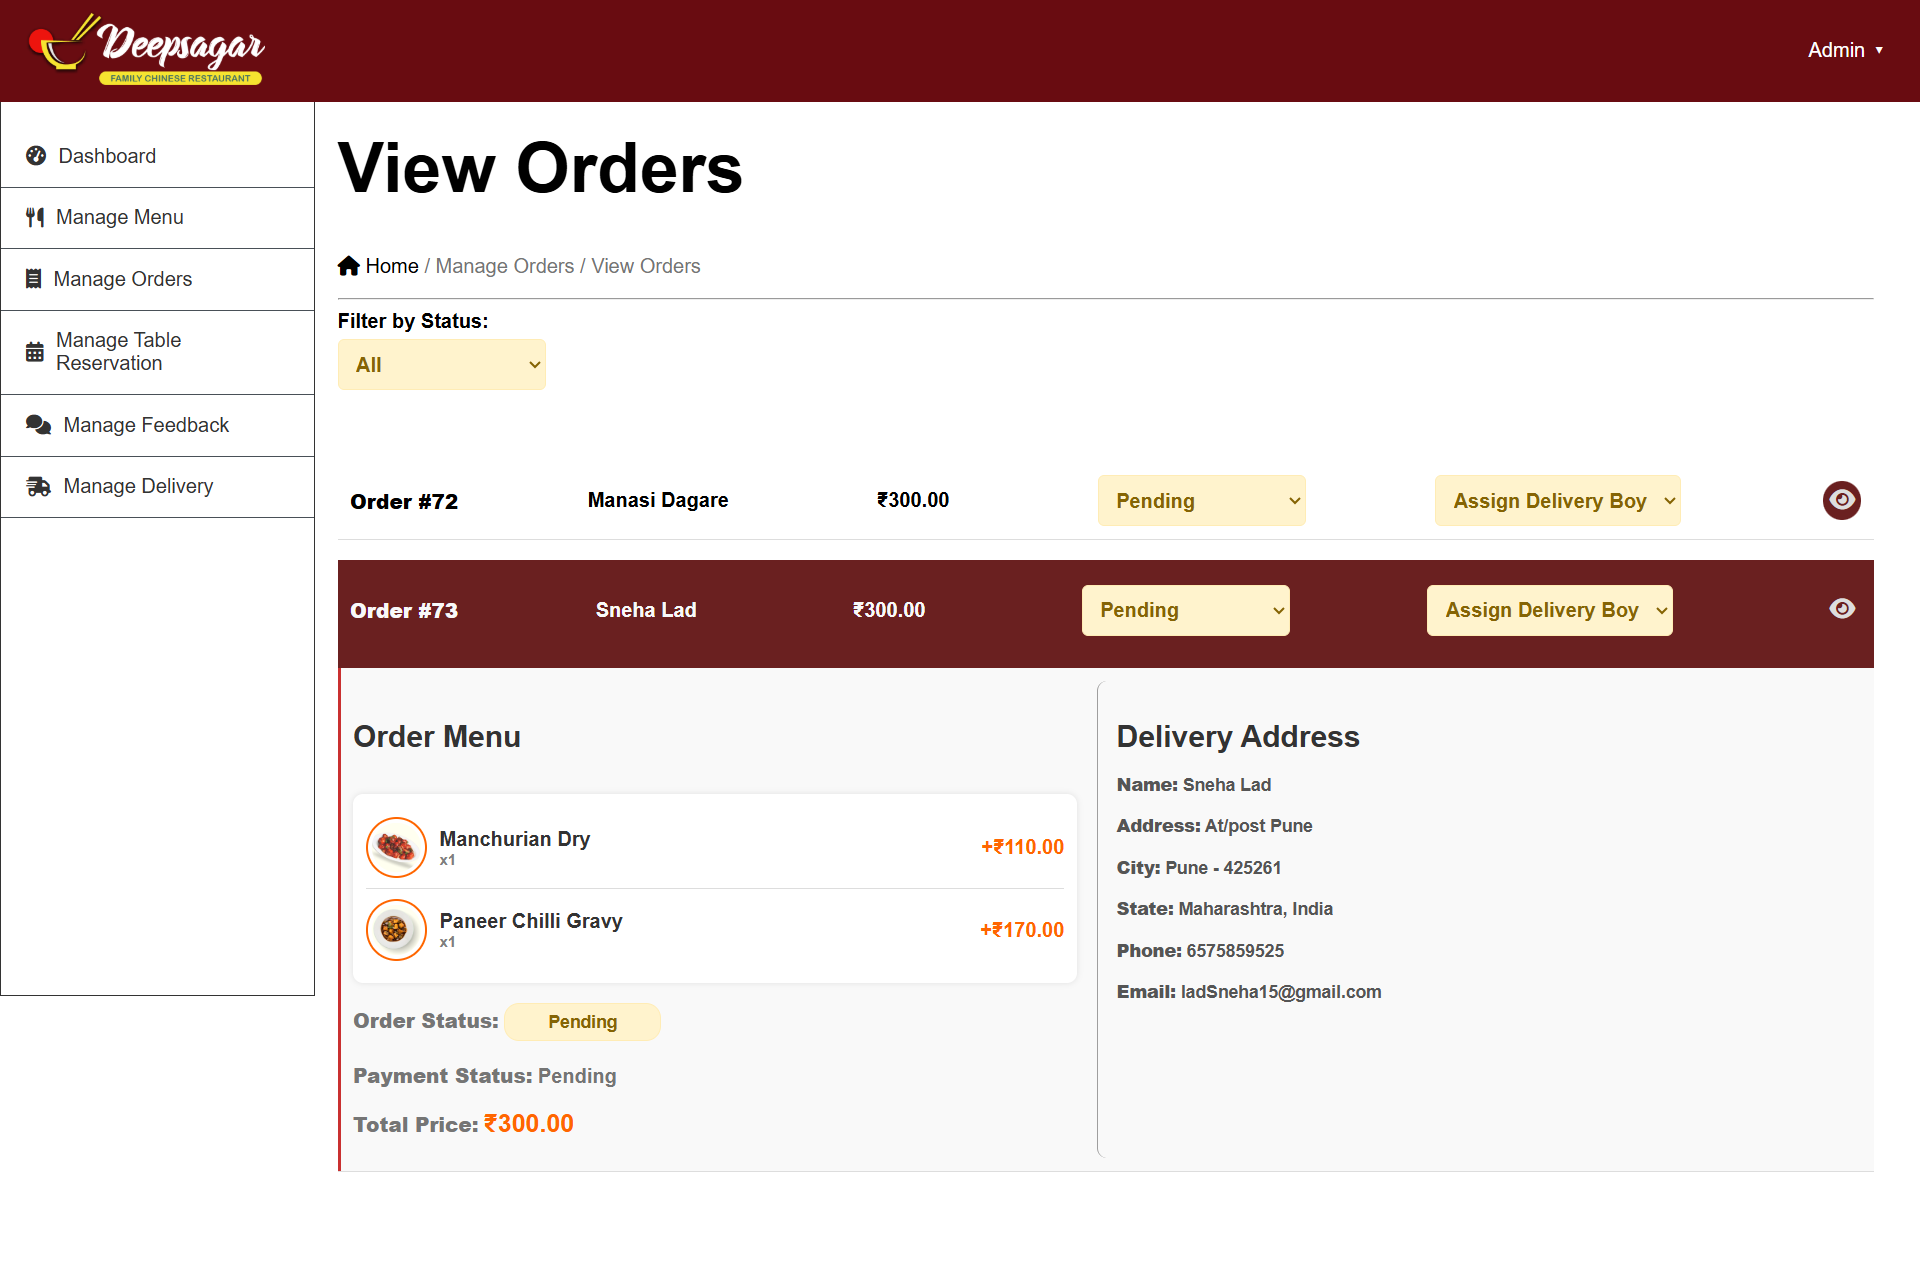 Deepsagar
FAMILY CHINESE RESTAURANT
Admin ▼
Dashboard
Manage Menu
Manage Orders
Manage Table
Reservation
Manage Feedback
Manage Delivery
View Orders
Home / Manage Orders / View Orders
Filter by Status:
All
Order #72 Manasi Dagare ₹300.00 Pending Assign Delivery Boy
Order #73 Sneha Lad ₹300.00 Pending Assign Delivery Boy
Order Menu
Manchurian Dry
x1
+₹110.00
Paneer Chilli Gravy
x1
+₹170.00
Order Status: Pending
Payment Status: Pending
Total Price: ₹300.00
Delivery Address
Name: Sneha Lad
Address: At/post Pune
City: Pune - 425261
State: Maharashtra, India
Phone: 6575859525
Email: ladSneha15@gmail.com